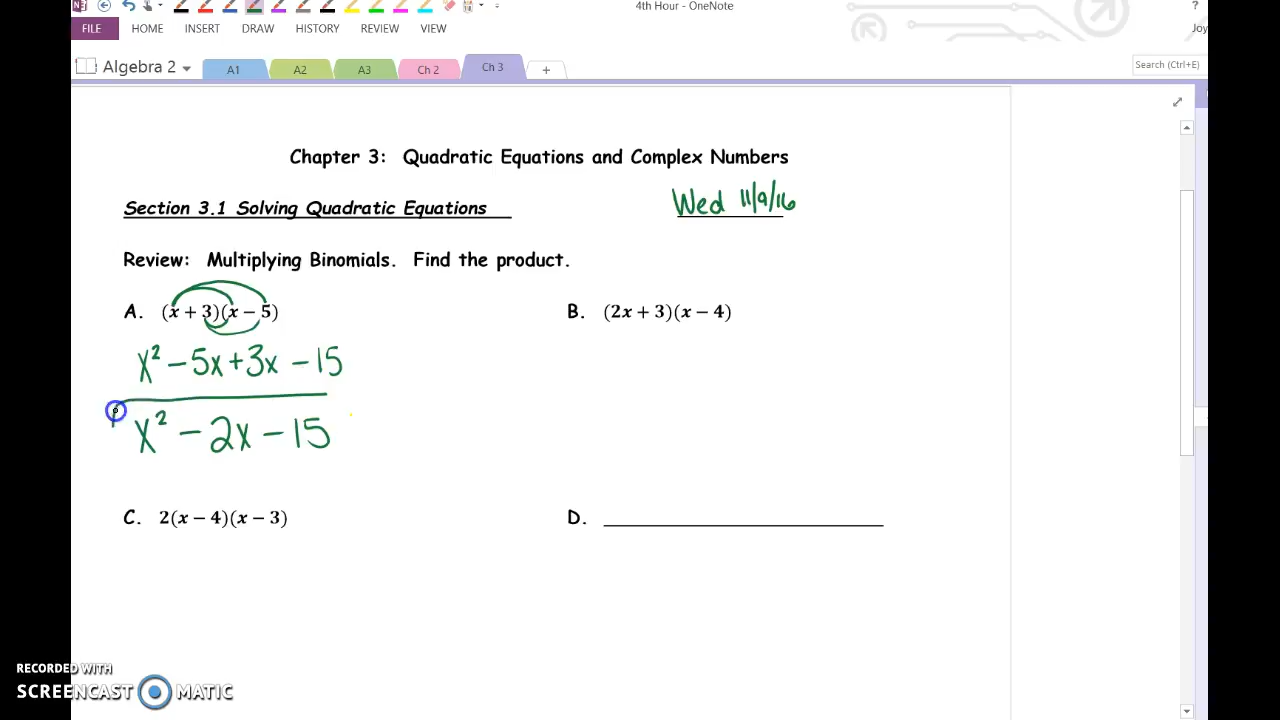 4th Hour - OneNote
?
FILE HOME INSERT DRAW HISTORY REVIEW VIEW
Joy
Algebra 2 A1 A2 A3 Ch 2 Ch 3 +
Search (Ctrl+E)
Chapter 3: Quadratic Equations and Complex Numbers
Section 3.1 Solving Quadratic Equations Wed 11/9/16
Review: Multiplying Binomials. Find the product.
A. (x + 3)(x − 5) B. (2x + 3)(x − 4)
x² − 5x + 3x − 15
x² − 2x − 15
C. 2(x − 4)(x − 3) D.
RECORDED WITH
SCREENCAST MATIC